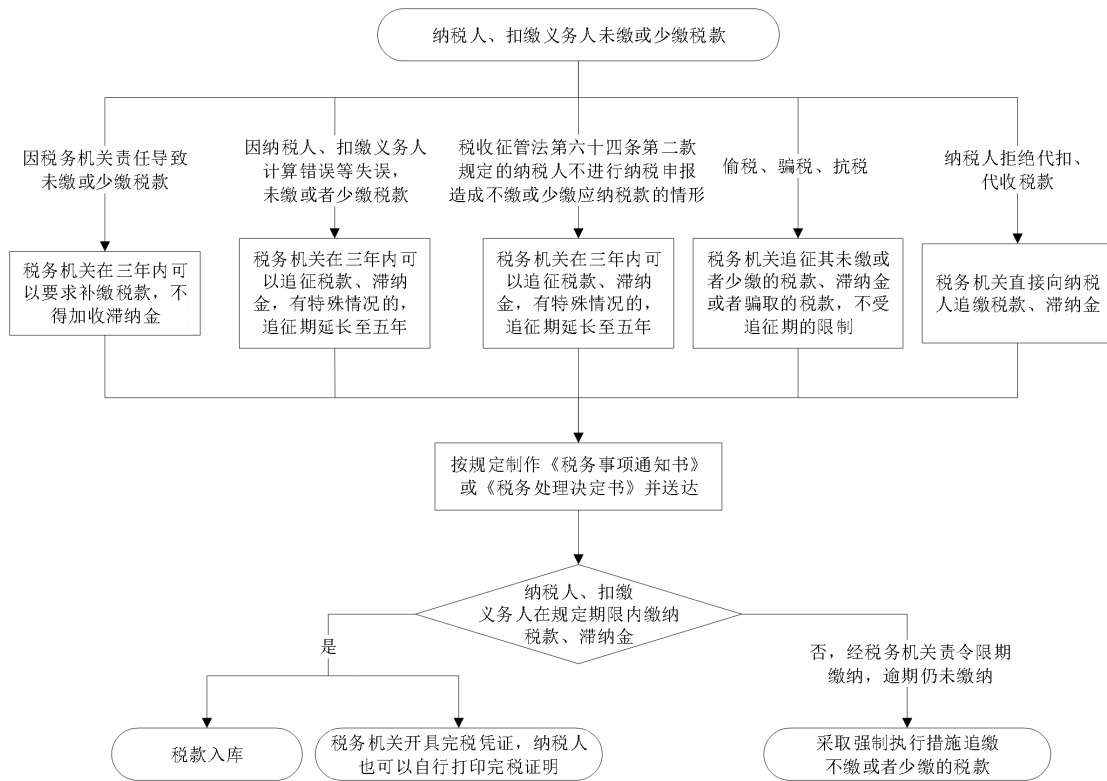 纳税人、扣缴义务人未缴或少缴税款
因税务机关责任导致
未缴或少缴税款
因纳税人、扣缴义务人
计算错误等失误，
未缴或者少缴税款
税收征管法第六十四条第二款
规定的纳税人不进行纳税申报
造成不缴或少缴应纳税款的情形
偷税、骗税、抗税
纳税人拒绝代扣、
代收税款
税务机关在三年内可
以要求补缴税款，不
得加收滞纳金
税务机关在三年内可
以追征税款、滞纳
金，有特殊情况的，
追征期延长至五年
税务机关在三年内可
以追征税款、滞纳
金，有特殊情况的，
追征期延长至五年
税务机关追征其未缴或
者少缴的税款、滞纳金
或者骗取的税款，不受
追征期的限制
税务机关直接向纳税
人追缴税款、滞纳金
按规定制作《税务事项通知书》
或《税务处理决定书》并送达
纳税人、扣缴
义务人在规定期限内缴纳
税款、滞纳金
是
否，经税务机关责令限期
缴纳，逾期仍未缴纳
税款入库
税务机关开具完税凭证，纳税人
也可以自行打印完税证明
采取强制执行措施追缴
不缴或者少缴的税款